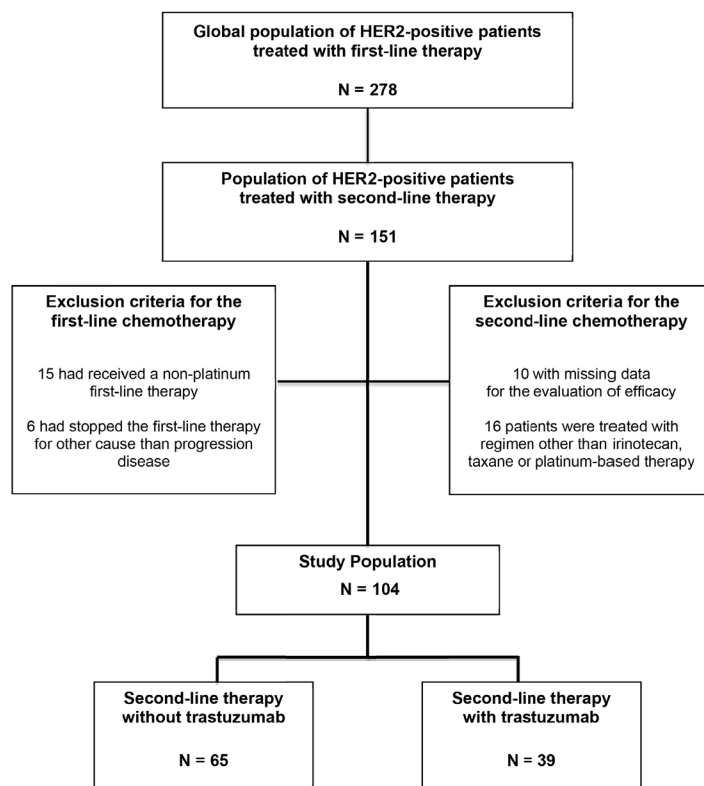 Global population of HER2-positive patients
treated with first-line therapy
N = 278
Population of HER2-positive patients
treated with second-line therapy
N = 151
Exclusion criteria for the
first-line chemotherapy
15 had received a non-platinum
first-line therapy
6 had stopped the first-line therapy
for other cause than progression
disease
Exclusion criteria for the
second-line chemotherapy
10 with missing data
for the evaluation of efficacy
16 patients were treated with
regimen other than irinotecan,
taxane or platinum-based therapy
Study Population
N = 104
Second-line therapy
without trastuzumab
N = 65
Second-line therapy
with trastuzumab
N = 39